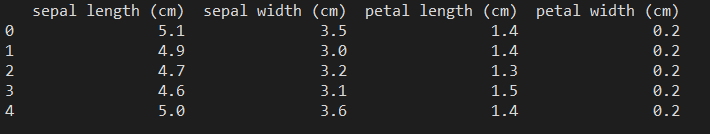 sepal length (cm) sepal width (cm) petal length (cm) petal width (cm)
0 5.1 3.5 1.4 0.2
1 4.9 3.0 1.4 0.2
2 4.7 3.2 1.3 0.2
3 4.6 3.1 1.5 0.2
4 5.0 3.6 1.4 0.2